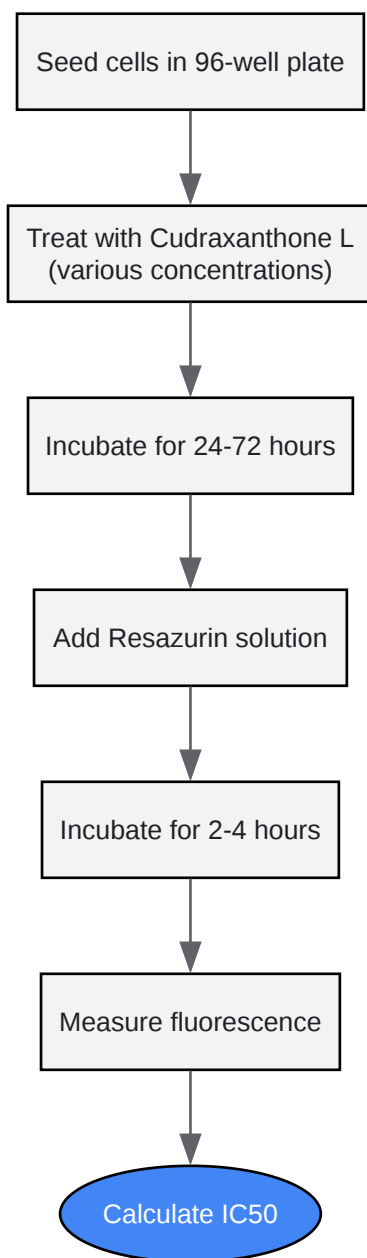 Seed cells in 96-well plate
Treat with Cudraxanthone L
(various concentrations)
Incubate for 24-72 hours
Add Resazurin solution
Incubate for 2-4 hours
Measure fluorescence
Calculate IC50